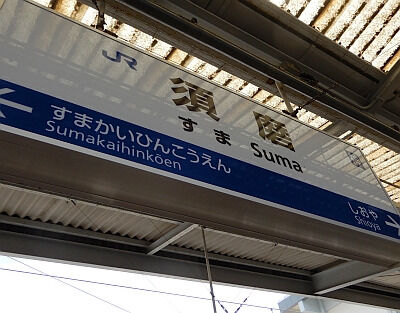 JR
須磨
すま Suma
すまかいひんこうえん
Sumakaihinkōen
しおや
Shioya